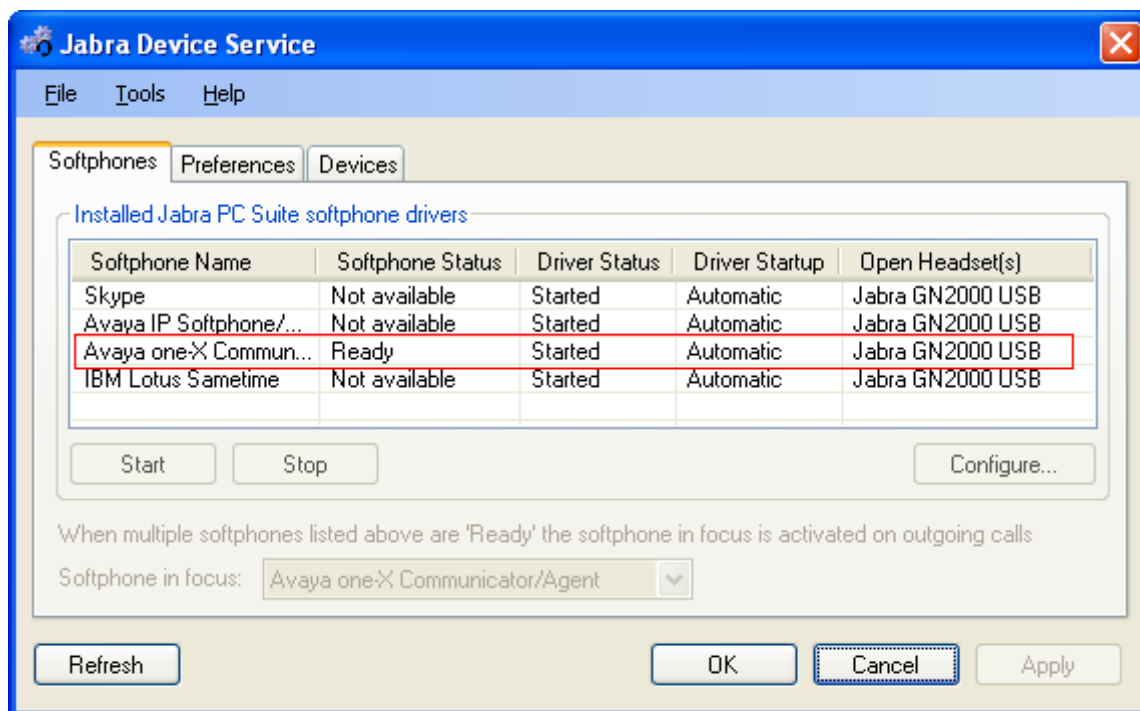 Jabra Device Service
File Tools Help
Softphones Preferences Devices
Installed Jabra PC Suite softphone drivers
Softphone Name Softphone Status Driver Status Driver Startup Open Headset(s)
Skype Not available Started Automatic Jabra GN2000 USB
Avaya IP Softphone/... Not available Started Automatic Jabra GN2000 USB
Avaya one-X Commun... Ready Started Automatic Jabra GN2000 USB
IBM Lotus Sametime Not available Started Automatic Jabra GN2000 USB
Start Stop Configure...
When multiple softphones listed above are 'Ready' the softphone in focus is activated on outgoing calls
Softphone in focus: Avaya one-X Communicator/Agent
Refresh OK Cancel Apply